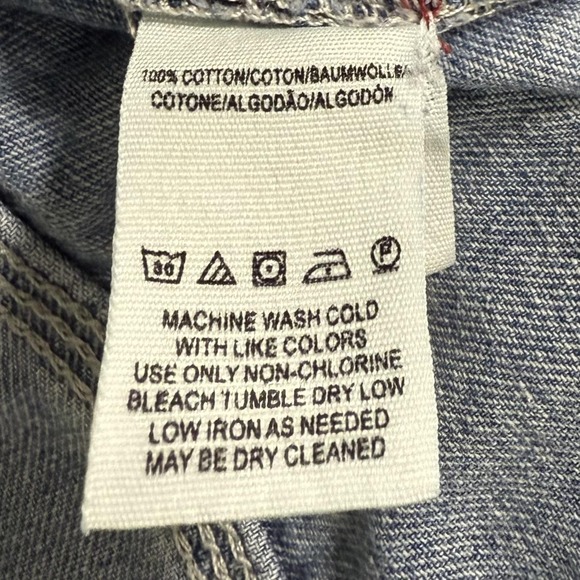 100% COTTON/COTON/BAUMWOLLE/
COTONE/ALGODÃO/ALGODÓN
30 P
MACHINE WASH COLD
WITH LIKE COLORS
USE ONLY NON-CHLORINE
BLEACH TUMBLE DRY LOW
LOW IRON AS NEEDED
MAY BE DRY CLEANED